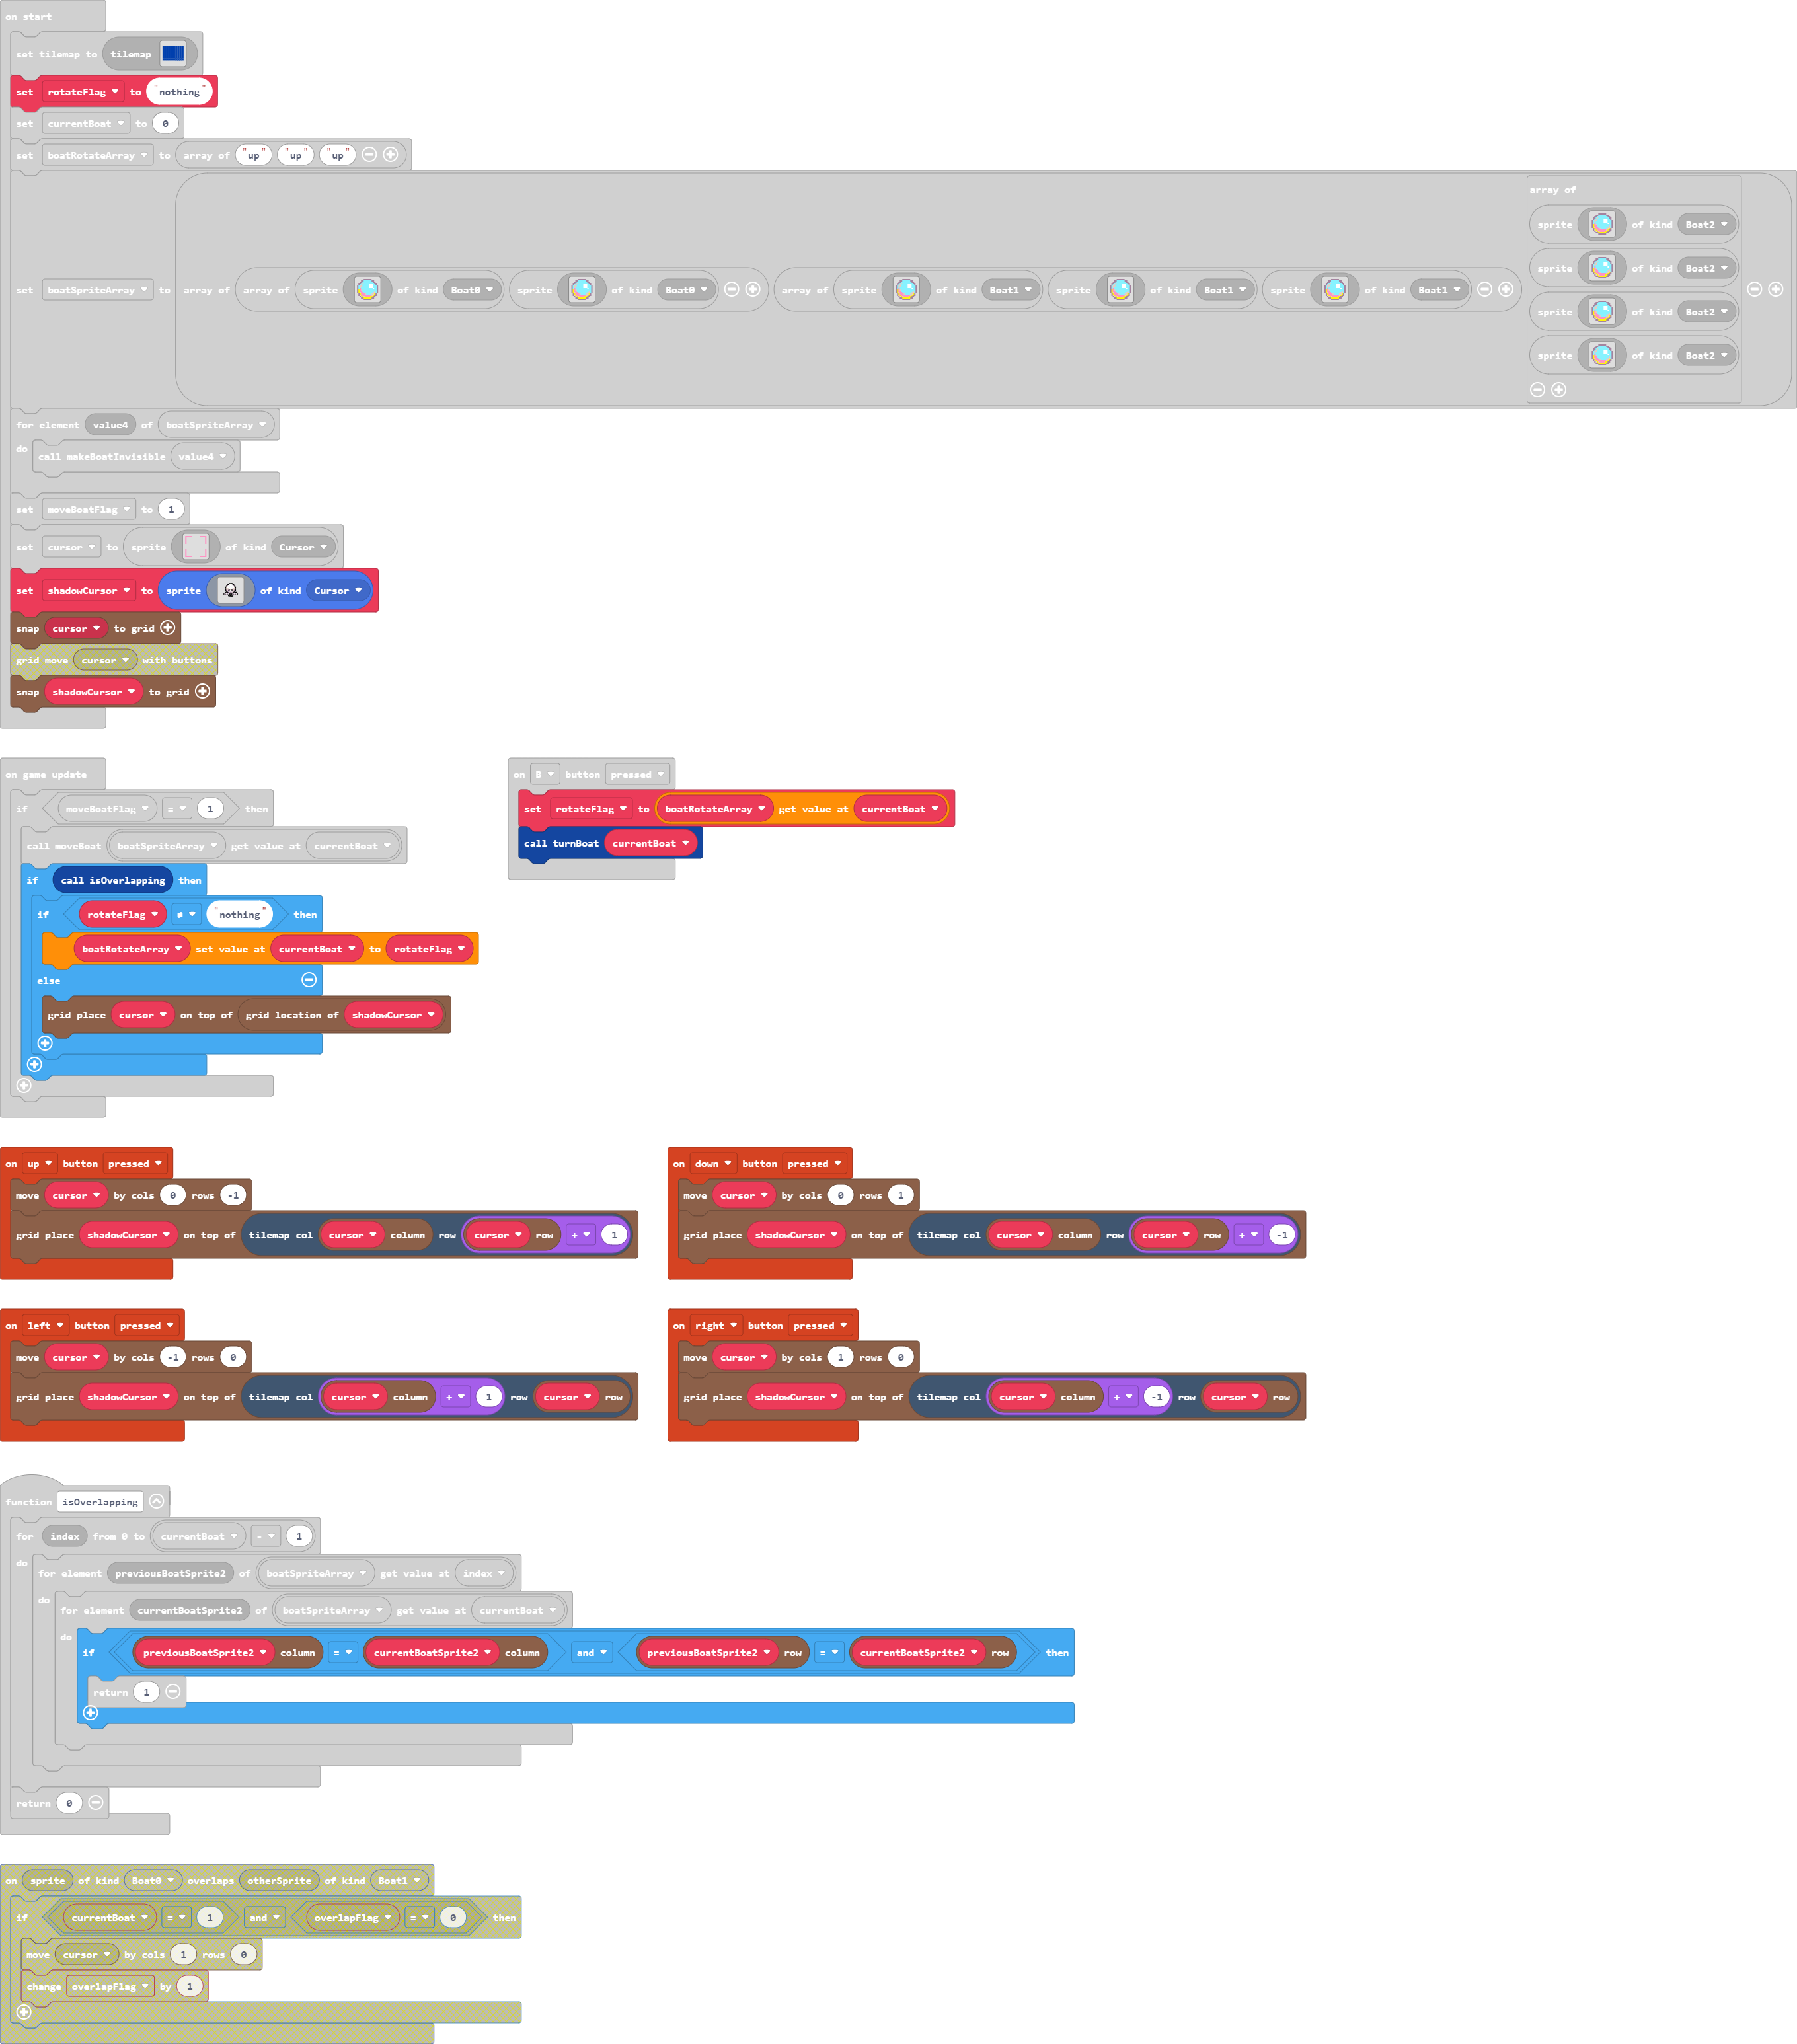 on start
set tilemap to tilemap
set rotateFlag to "nothing"
set currentBoat to 0
set boatRotateArray to array of "up" "up" "up"
set boatSpriteArray to array of array of sprite of kind Boat0 sprite of kind Boat0 array of sprite of kind Boat1 sprite of kind Boat1 sprite of kind Boat1 array of
sprite of kind Boat2
sprite of kind Boat2
sprite of kind Boat2
sprite of kind Boat2
for element value4 of boatSpriteArray
do call makeBoatInvisible value4
set moveBoatFlag to 1
set cursor to sprite of kind Cursor
set shadowCursor to sprite of kind Cursor
snap cursor to grid
grid move cursor with buttons
snap shadowCursor to grid
on game update
if moveBoatFlag = 1 then
call moveBoat boatSpriteArray get value at currentBoat
if call isOverlapping then
if rotateFlag ≠ "nothing" then
boatRotateArray set value at currentBoat to rotateFlag
else
grid place cursor on top of grid location of shadowCursor
on B button pressed
set rotateFlag to boatRotateArray get value at currentBoat
call turnBoat currentBoat
on up button pressed
move cursor by cols 0 rows -1
grid place shadowCursor on top of tilemap col cursor column row cursor row + 1
on down button pressed
move cursor by cols 0 rows 1
grid place shadowCursor on top of tilemap col cursor column row cursor row + -1
on left button pressed
move cursor by cols -1 rows 0
grid place shadowCursor on top of tilemap col cursor column + 1 row cursor row
on right button pressed
move cursor by cols 1 rows 0
grid place shadowCursor on top of tilemap col cursor column + -1 row cursor row
function isOverlapping
for index from 0 to currentBoat - 1
do for element previousBoatSprite2 of boatSpriteArray get value at index
do for element currentBoatSprite2 of boatSpriteArray get value at currentBoat
do if previousBoatSprite2 column = currentBoatSprite2 column and previousBoatSprite2 row = currentBoatSprite2 row then
return 1
return 0
on sprite of kind Boat0 overlaps otherSprite of kind Boat1
if currentBoat = 1 and overlapFlag = 0 then
move cursor by cols 1 rows 0
change overlapFlag by 1